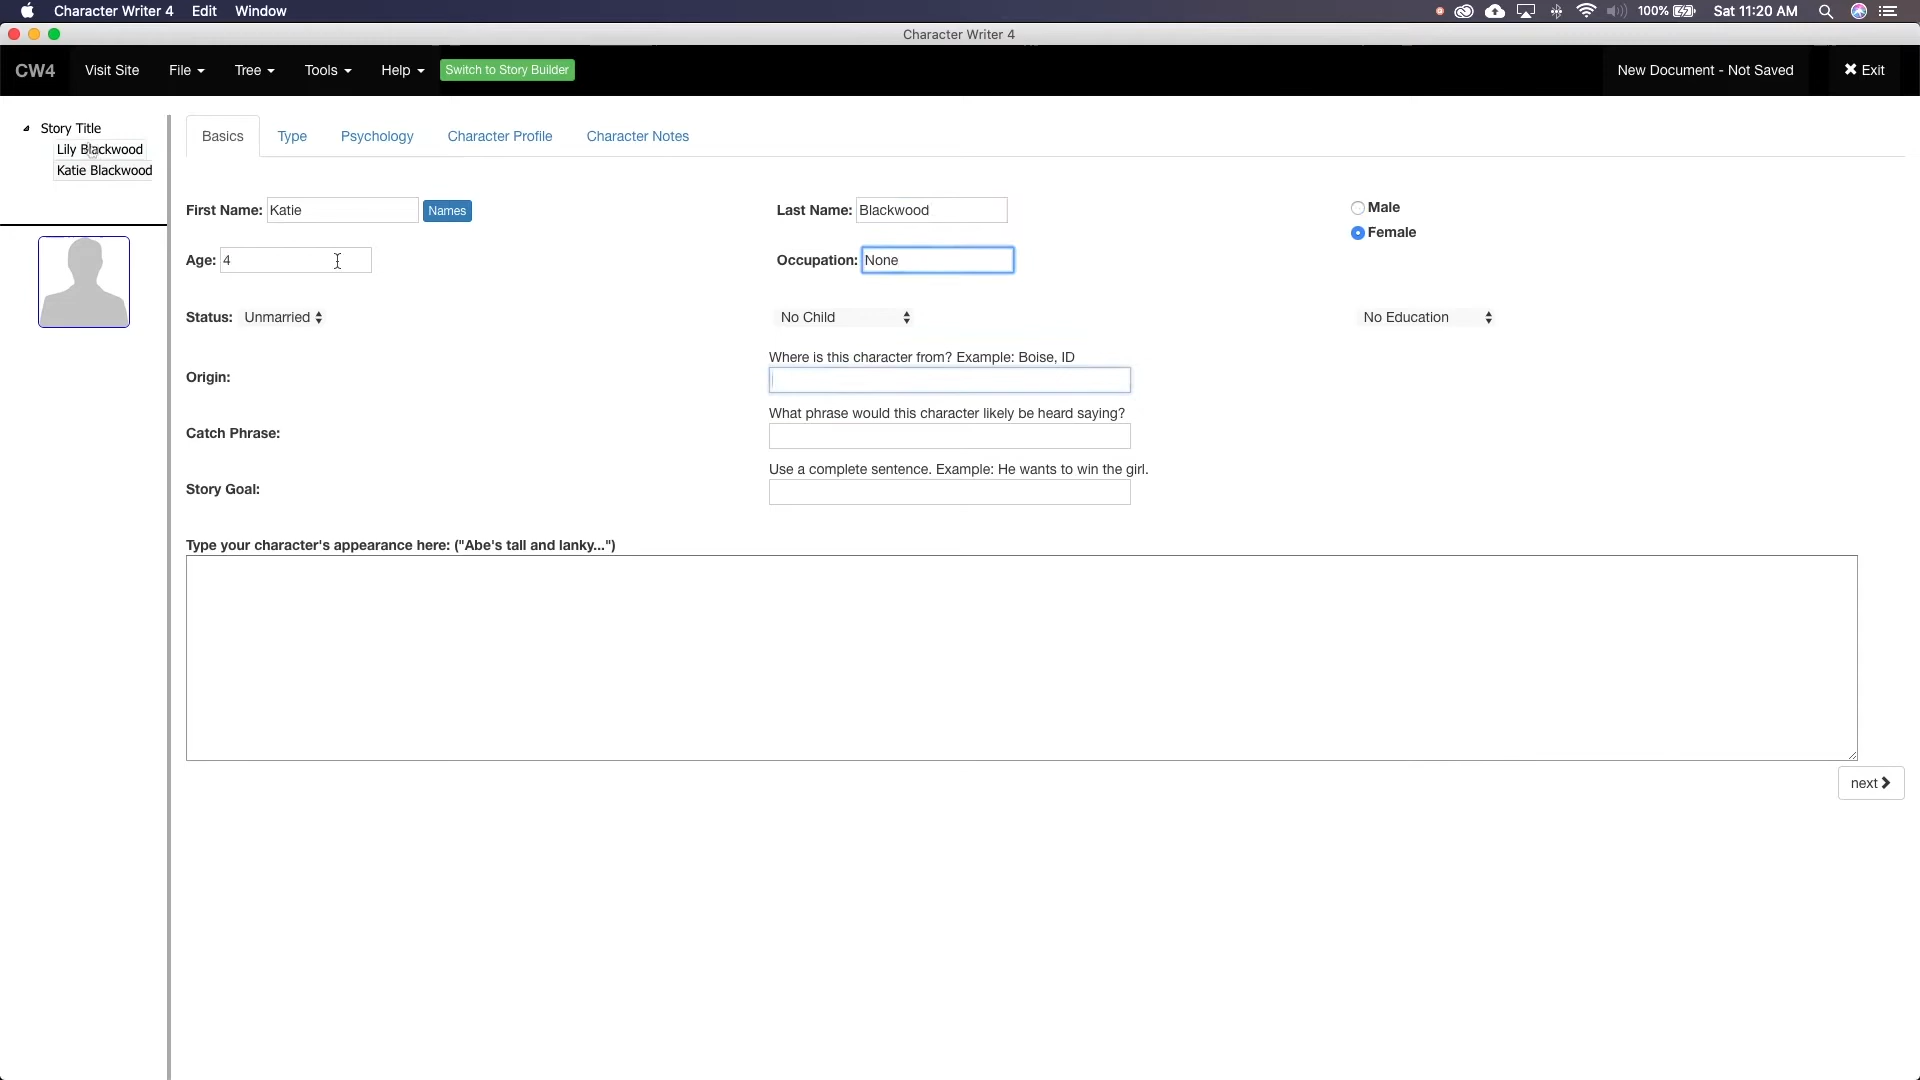 Character Writer 4 Edit Window 100% Sat 11:20 AM
Character Writer 4
CW4 Visit Site File Tree Tools Help Switch to Story Builder New Document - Not Saved Exit
Story Title
Lily Blackwood
Katie Blackwood
Basics Type Psychology Character Profile Character Notes
First Name: Katie Names Last Name: Blackwood Male
Female
Age: 4 Occupation: None
Status: Unmarried No Child No Education
Where is this character from? Example: Boise, ID
Origin:
What phrase would this character likely be heard saying?
Catch Phrase:
Use a complete sentence. Example: He wants to win the girl.
Story Goal:
Type your character's appearance here: ("Abe's tall and lanky...")
next